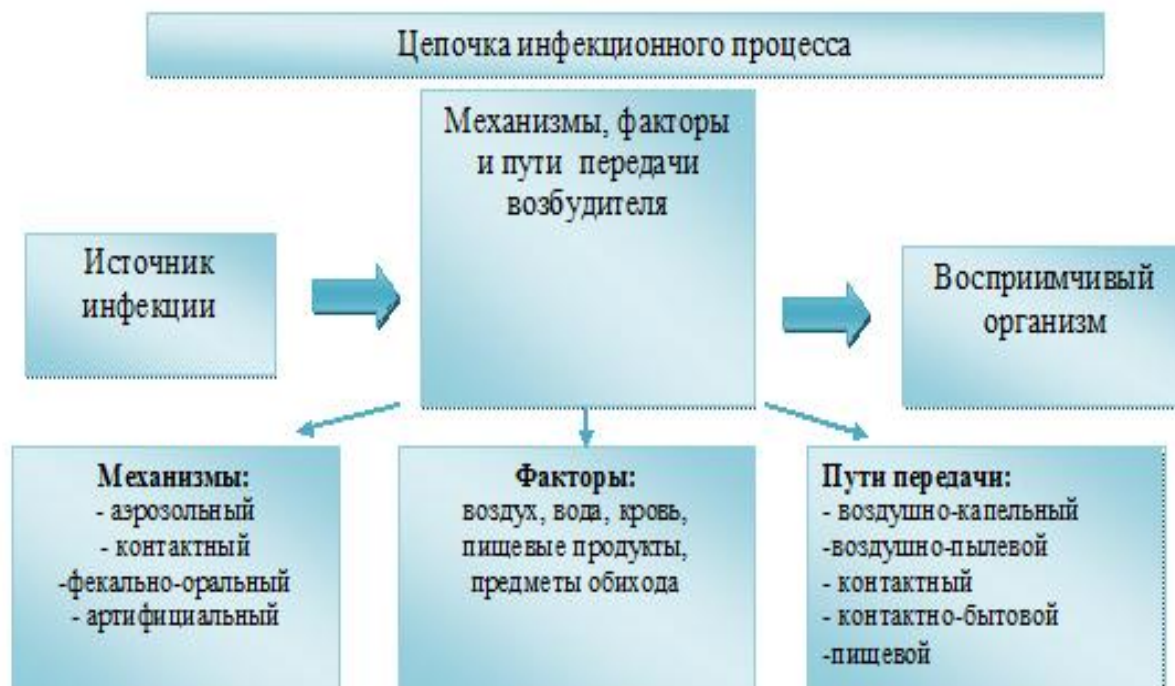 Цепочка инфекционного процесса
Механизмы, факторы
и пути передачи
возбудителя
Источник
инфекции
Восприимчивый
организм
Механизмы:
- аэрозольный
- контактный
-фекально-оральный
- артифициальный
Факторы:
воздух, вода, кровь,
пищевые продукты,
предметы обихода
Пути передачи:
- воздушно-капельный
-воздушно-пылевой
- контактный
- контактно-бытовой
-пищевой